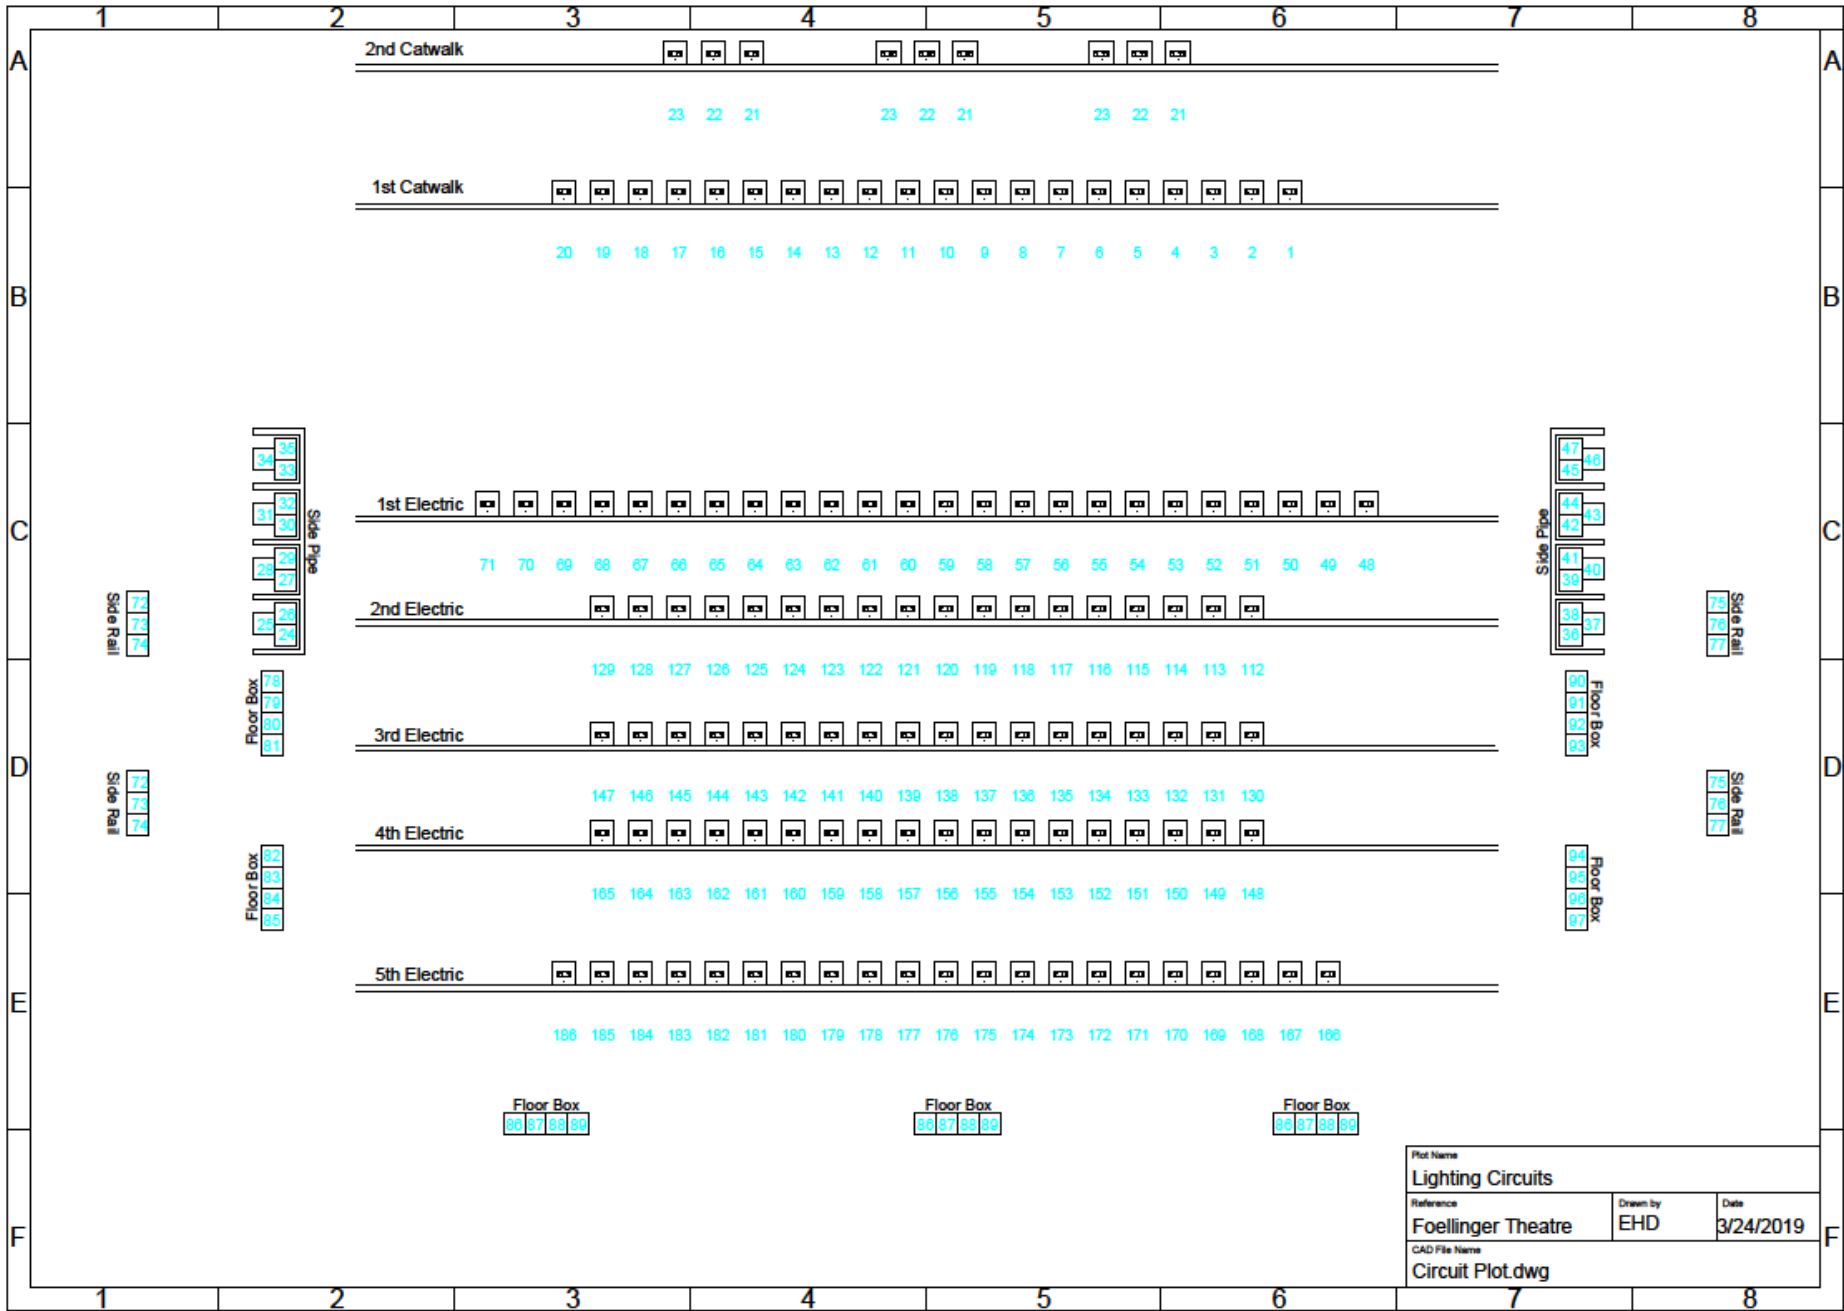 1 2 3 4 5 6 7 8
A A
2nd Catwalk
23 22 21 23 22 21 23 22 21
1st Catwalk
20 19 18 17 16 15 14 13 12 11 10 9 8 7 6 5 4 3 2 1
B B
35
34
33
32
31
30
29
28
27
26
25
24
Side Pipe
47
46
45
44
43
42
41
40
39
38
37
36
Side Pipe
C C
1st Electric
71 70 69 68 67 66 65 64 63 62 61 60 59 58 57 56 55 54 53 52 51 50 49 48
Side Rail
72
73
74
75
76
77
Side Rail
2nd Electric
129 128 127 126 125 124 123 122 121 120 119 118 117 116 115 114 113 112
Floor Box
78
79
80
81
90
91
92
93
Floor Box
3rd Electric
D D
147 146 145 144 143 142 141 140 139 138 137 136 135 134 133 132 131 130
Side Rail
72
73
74
75
76
77
Side Rail
4th Electric
165 164 163 162 161 160 159 158 157 156 155 154 153 152 151 150 149 148
Floor Box
82
83
84
85
94
95
96
97
Floor Box
5th Electric
E E
186 185 184 183 182 181 180 179 178 177 176 175 174 173 172 171 170 169 168 167 166
Floor Box Floor Box Floor Box
86 87 88 89 86 87 88 89 86 87 88 89
Plot Name
Lighting Circuits
Reference Drawn by Date
Foellinger Theatre EHD 3/24/2019
CAD File Name
Circuit Plot.dwg
F F
1 2 3 4 5 6 7 8